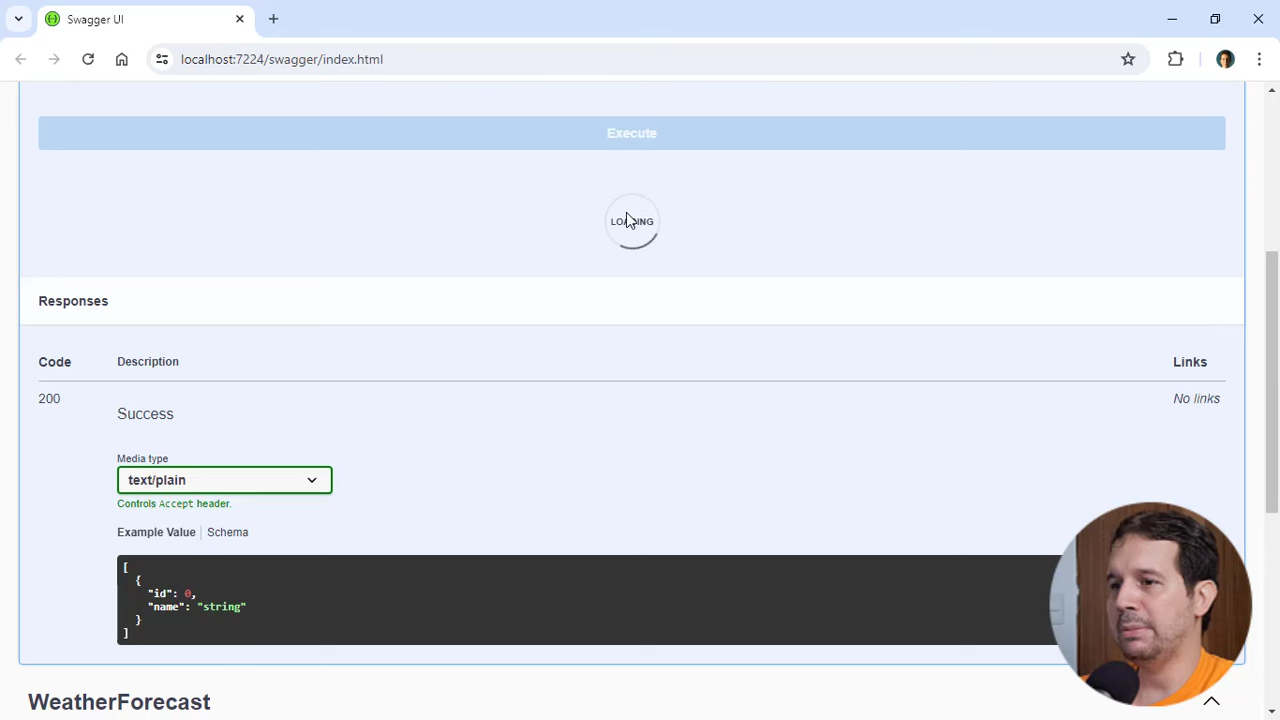 Swagger UI
localhost:7224/swagger/index.html
Execute
LOADING
Responses
Code Description Links
200 Success No links
Media type
text/plain
Controls Accept header.
Example Value Schema
[
{
"id": 0,
"name": "string"
}
]
WeatherForecast